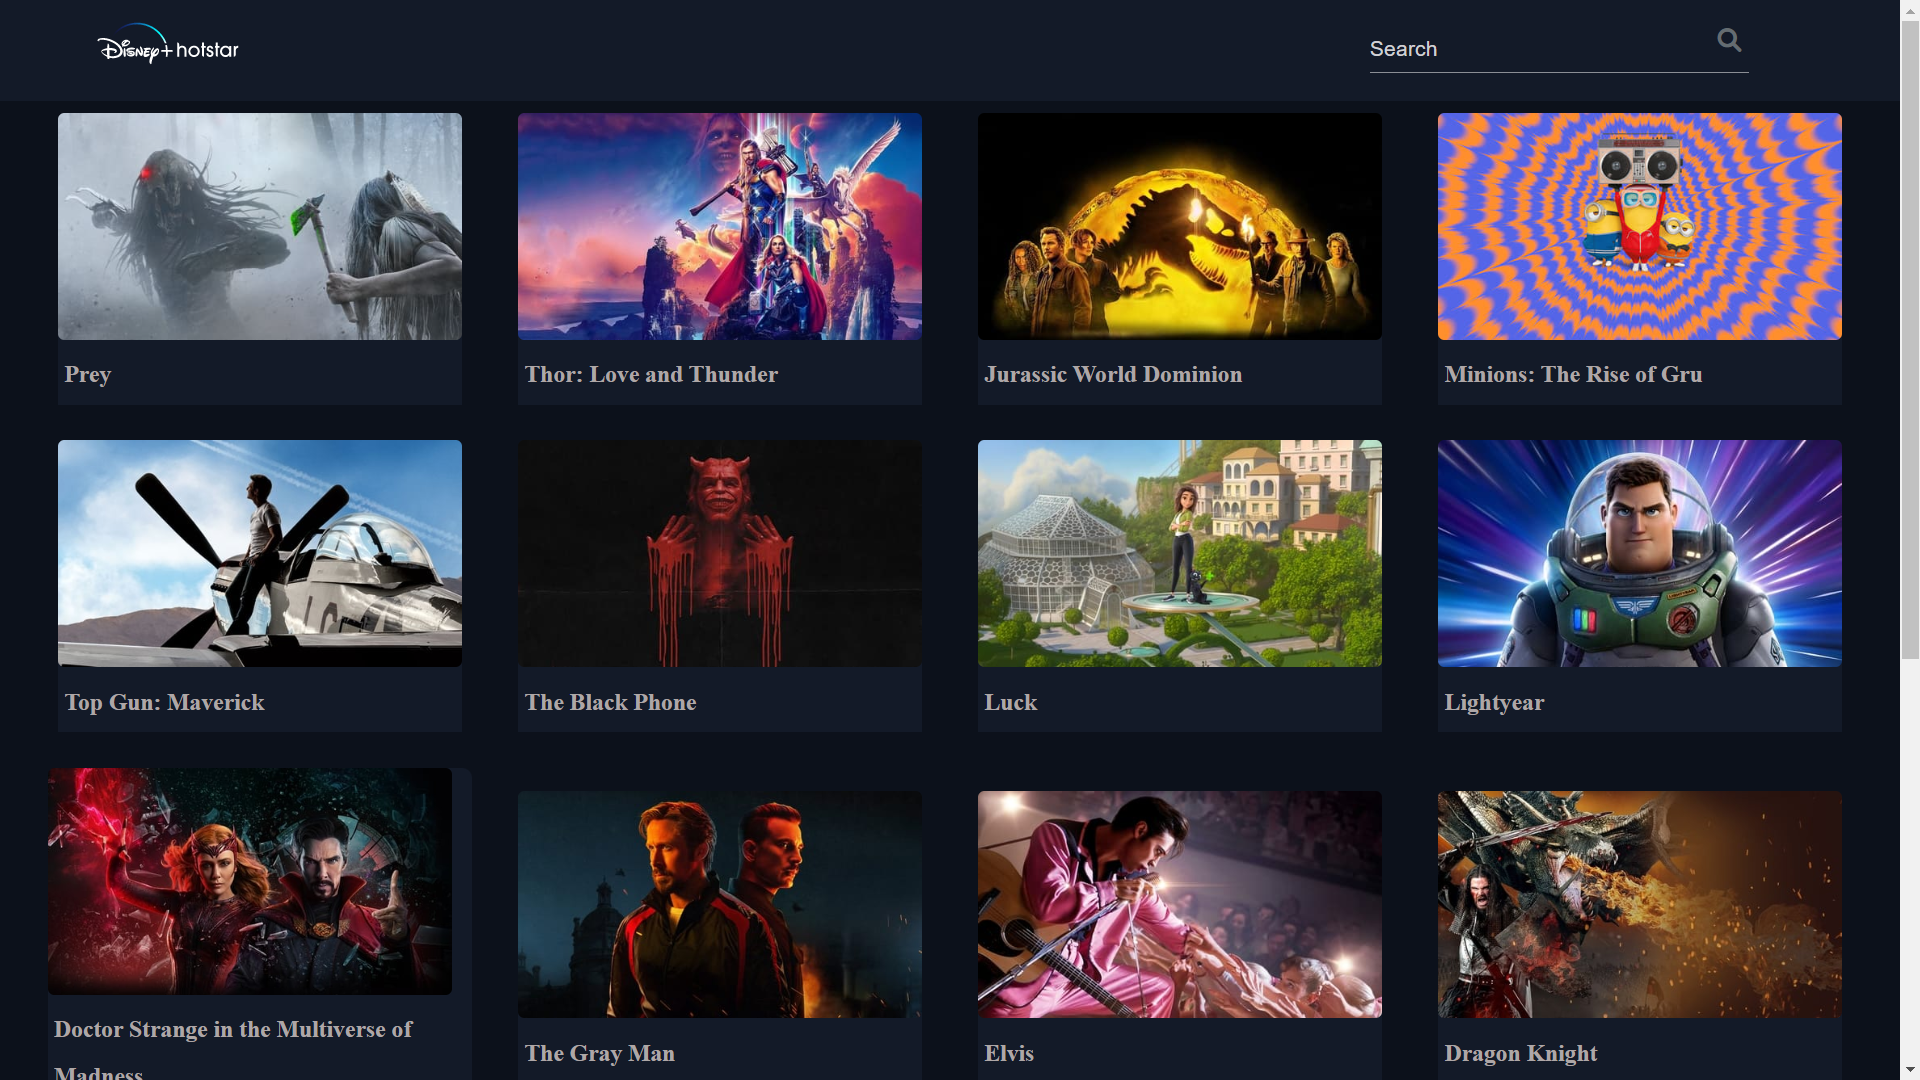 Disney+ hotstar
Search
Prey
Thor: Love and Thunder
Jurassic World Dominion
Minions: The Rise of Gru
Top Gun: Maverick
The Black Phone
Luck
Lightyear
Doctor Strange in the Multiverse of
Madness
The Gray Man
Elvis
Dragon Knight